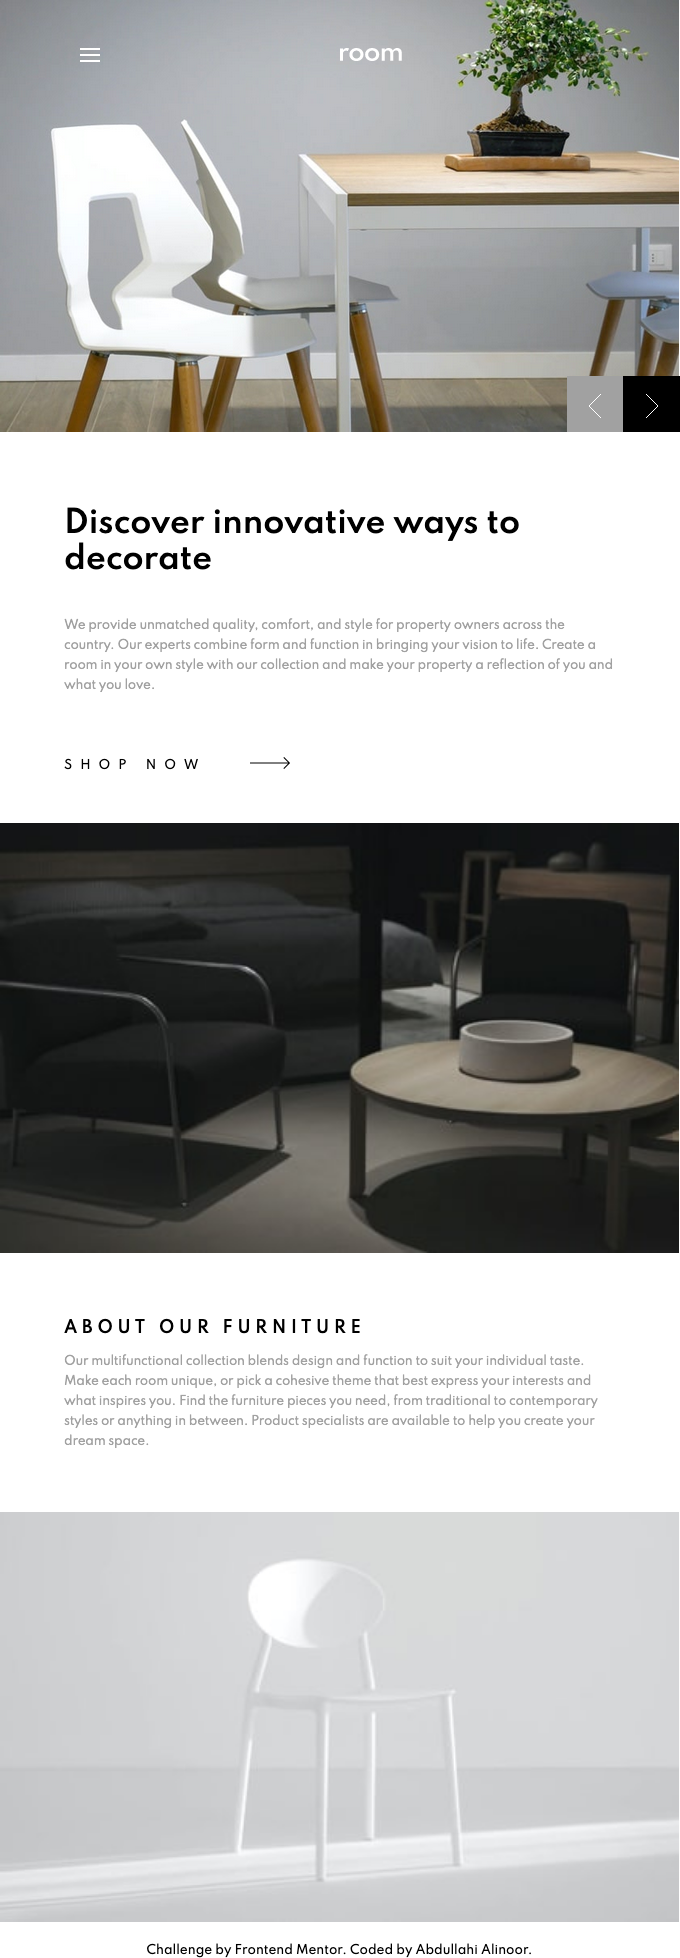 room
Discover innovative ways to
decorate
We provide unmatched quality, comfort, and style for property owners across the
country. Our experts combine form and function in bringing your vision to life. Create a
room in your own style with our collection and make your property a reflection of you and
what you love.
SHOP NOW
ABOUT OUR FURNITURE
Our multifunctional collection blends design and function to suit your individual taste.
Make each room unique, or pick a cohesive theme that best express your interests and
what inspires you. Find the furniture pieces you need, from traditional to contemporary
styles or anything in between. Product specialists are available to help you create your
dream space.
Challenge by Frontend Mentor. Coded by Abdullahi Alinoor.